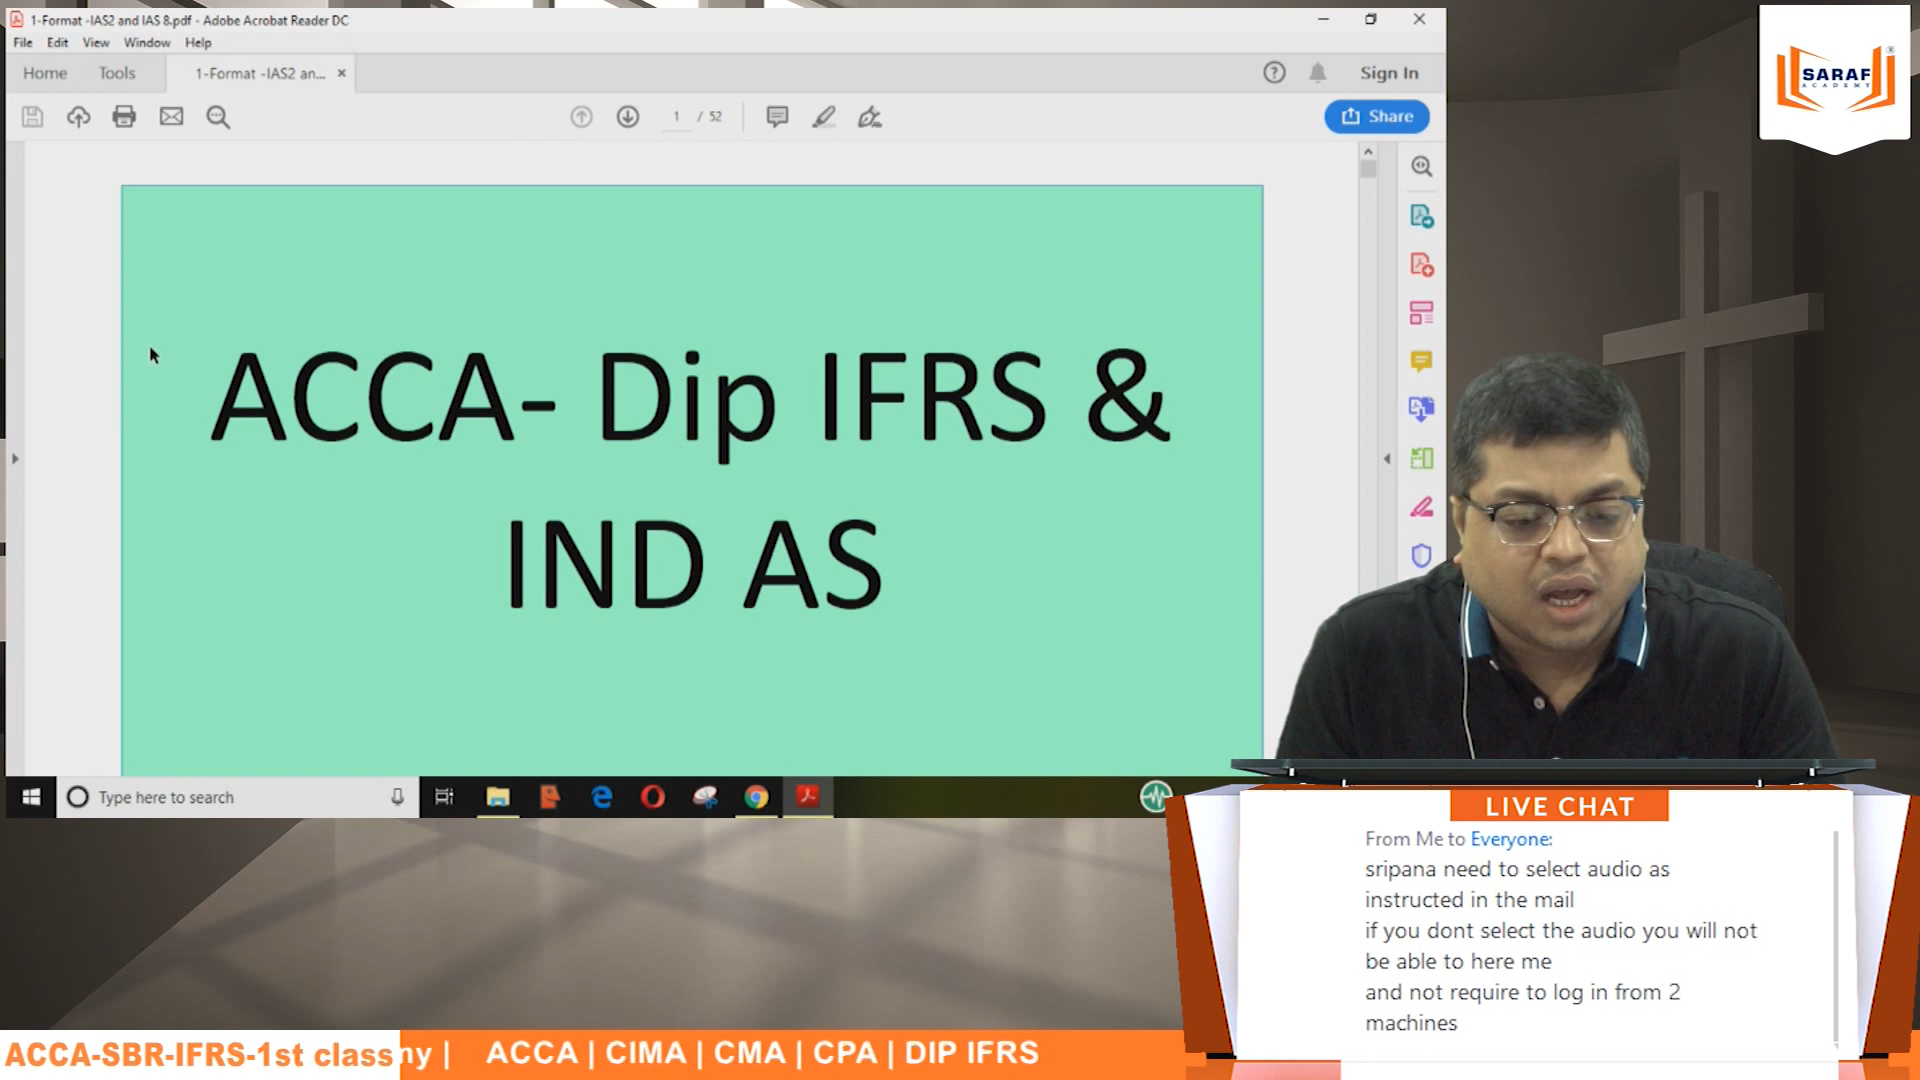 1-Format -IAS2 and IAS 8.pdf - Adobe Acrobat Reader DC
File Edit View Window Help
Home Tools 1-Format -IAS2 an... × Sign In
1 / 52 Share
ACCA- Dip IFRS &
IND AS
Type here to search
SARAF
ACADEMY
®
LIVE CHAT
From Me to Everyone:
sripana need to select audio as
instructed in the mail
if you dont select the audio you will not
be able to here me
and not require to log in from 2
machines
ACCA-SBR-IFRS-1st class
ny | ACCA | CIMA | CMA | CPA | DIP IFRS